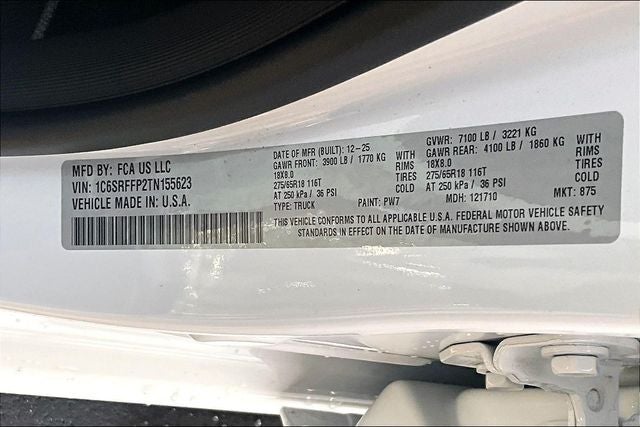 MFD BY: FCA US LLC
VIN: 1C6SRFFP2TN155623
VEHICLE MADE IN: U.S.A.
DATE OF MFR (BUILT): 12-25
GAWR FRONT: 3900 LB / 1770 KG WITH
18X8.0 RIMS
275/65R18 116T TIRES
AT 250 kPa / 36 PSI COLD
TYPE: TRUCK PAINT: PW7
GVWR: 7100 LB / 3221 KG
GAWR REAR: 4100 LB / 1860 KG WITH
18X8.0 RIMS
275/65R18 116T TIRES
AT 250 kPa / 36 PSI COLD
MDH: 121710 MKT: 875
THIS VEHICLE CONFORMS TO ALL APPLICABLE U.S.A. FEDERAL MOTOR VEHICLE SAFETY
STANDARDS IN EFFECT ON THE DATE OF MANUFACTURE SHOWN ABOVE.